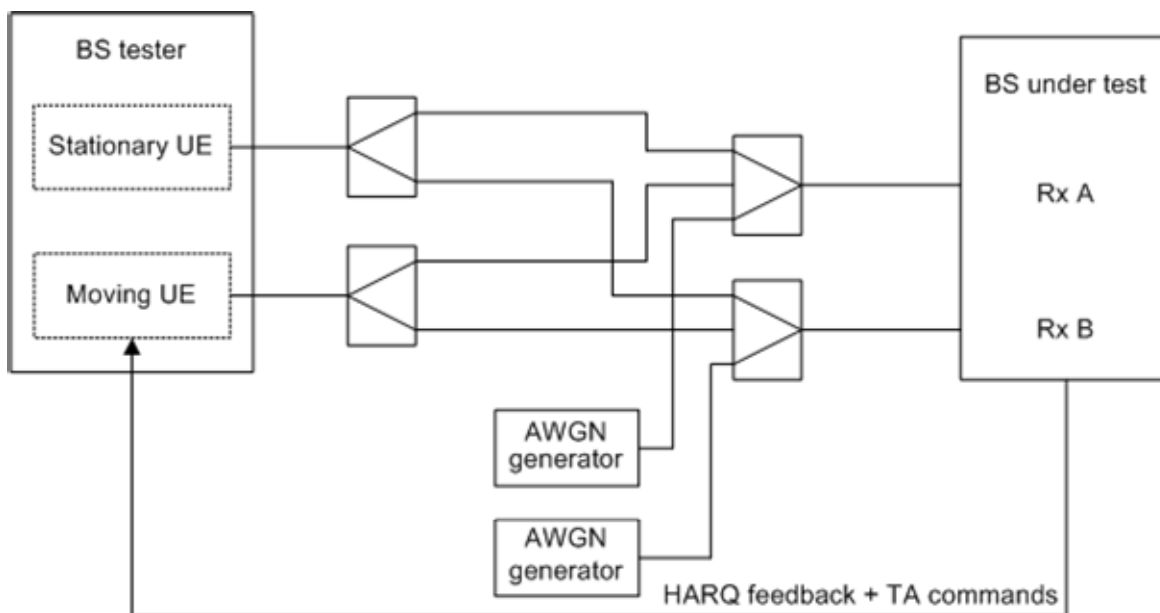 BS tester
Stationary UE
Moving UE
BS under test
Rx A
Rx B
AWGN
generator
AWGN
generator
HARQ feedback + TA commands